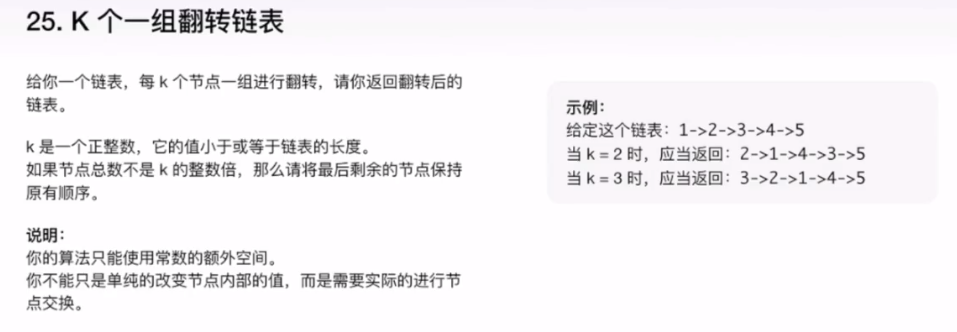 25. K 个一组翻转链表
给你一个链表，每 k 个节点一组进行翻转，请你返回翻转后的
链表。
k 是一个正整数，它的值小于或等于链表的长度。
如果节点总数不是 k 的整数倍，那么请将最后剩余的节点保持
原有顺序。
说明：
你的算法只能使用常数的额外空间。
你不能只是单纯的改变节点内部的值，而是需要实际的进行节
点交换。
示例：
给定这个链表：1->2->3->4->5
当 k = 2 时，应当返回：2->1->4->3->5
当 k = 3 时，应当返回：3->2->1->4->5